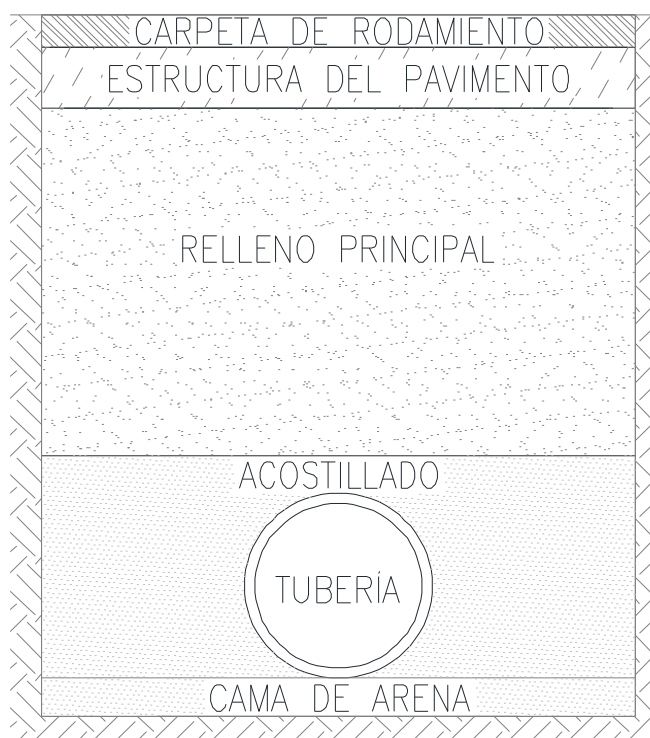 CARPETA DE RODAMIENTO
ESTRUCTURA DEL PAVIMENTO
RELLENO PRINCIPAL
ACOSTILLADO
TUBERÍA
CAMA DE ARENA